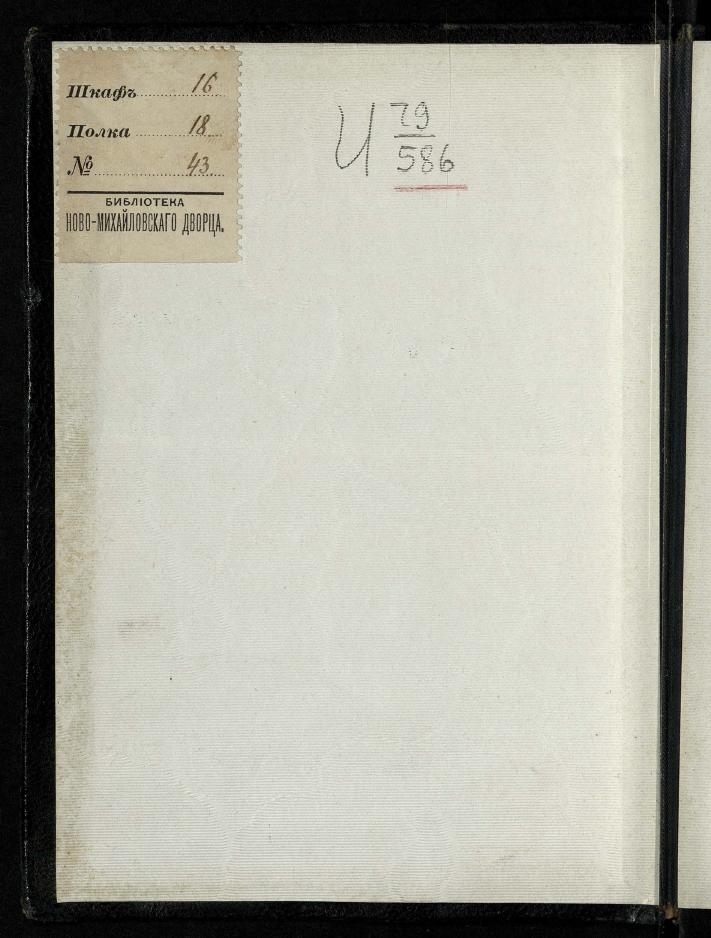 Шкафъ 16
Полка 18
№ 43
БИБЛІОТЕКА
НОВО-МИХАЙЛОВСКАГО ДВОРЦА.
И 79
586